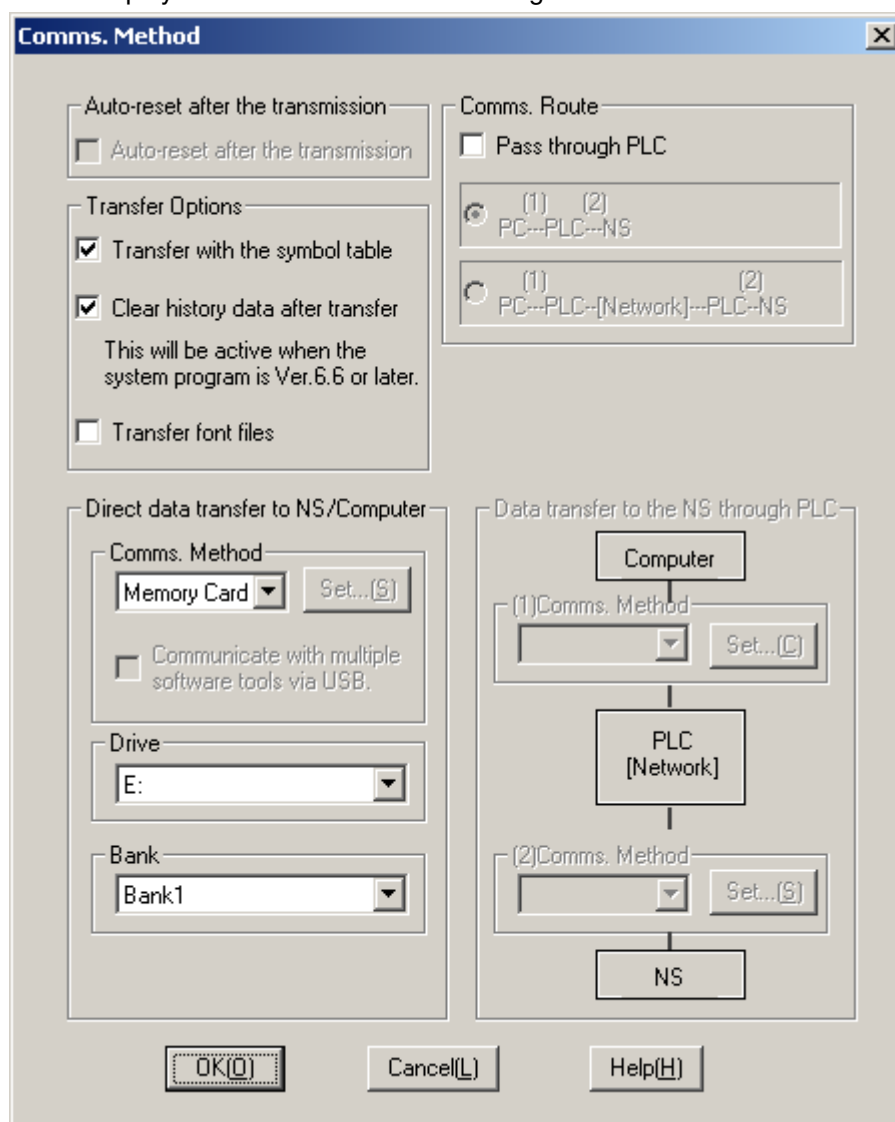 Comms. Method
Auto-reset after the transmission
Auto-reset after the transmission
Transfer Options
Transfer with the symbol table
Clear history data after transfer
This will be active when the
system program is Ver.6.6 or later.
Transfer font files
Comms. Route
Pass through PLC
(1) (2)
PC---PLC---NS
(1) (2)
PC---PLC--[Network]---PLC--NS
Direct data transfer to NS/Computer
Comms. Method
Memory Card Set...(S)
Communicate with multiple
software tools via USB.
Drive
E:
Bank
Bank1
Data transfer to the NS through PLC
Computer
(1)Comms. Method
Set...(C)
PLC
[Network]
(2)Comms. Method
Set...(S)
NS
OK(O) Cancel(L) Help(H)